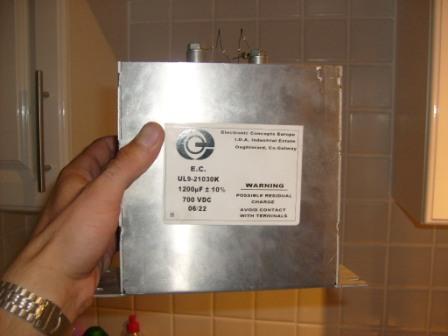 Electronic Concepts Europe
I.D.A. Industrial Estate
Oughterard, Co.Galway
E.C.
UL9-21030K
1200µF ± 10%
700 VDC
06/22
WARNING
POSSIBLE RESIDUAL
CHARGE
AVOID CONTACT
WITH TERMINALS